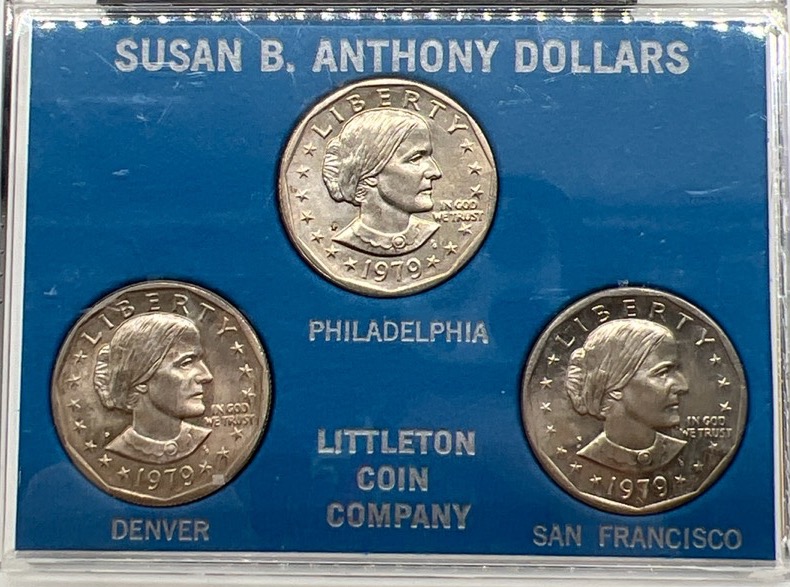 SUSAN B. ANTHONY DOLLARS
LIBERTY
IN GOD
WE TRUST
1979
PHILADELPHIA
LIBERTY
IN GOD
WE TRUST
1979
DENVER
LITTLETON
COIN
COMPANY
LIBERTY
IN GOD
WE TRUST
1979
SAN FRANCISCO